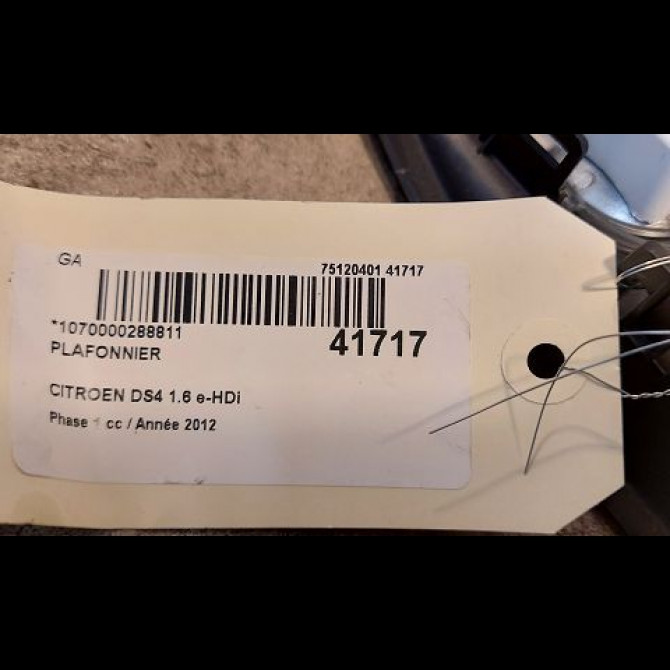 GA
75120401 41717
*1070000288811
41717
PLAFONNIER
CITROEN DS4 1.6 e-HDi
Phase 1 cc / Année 2012